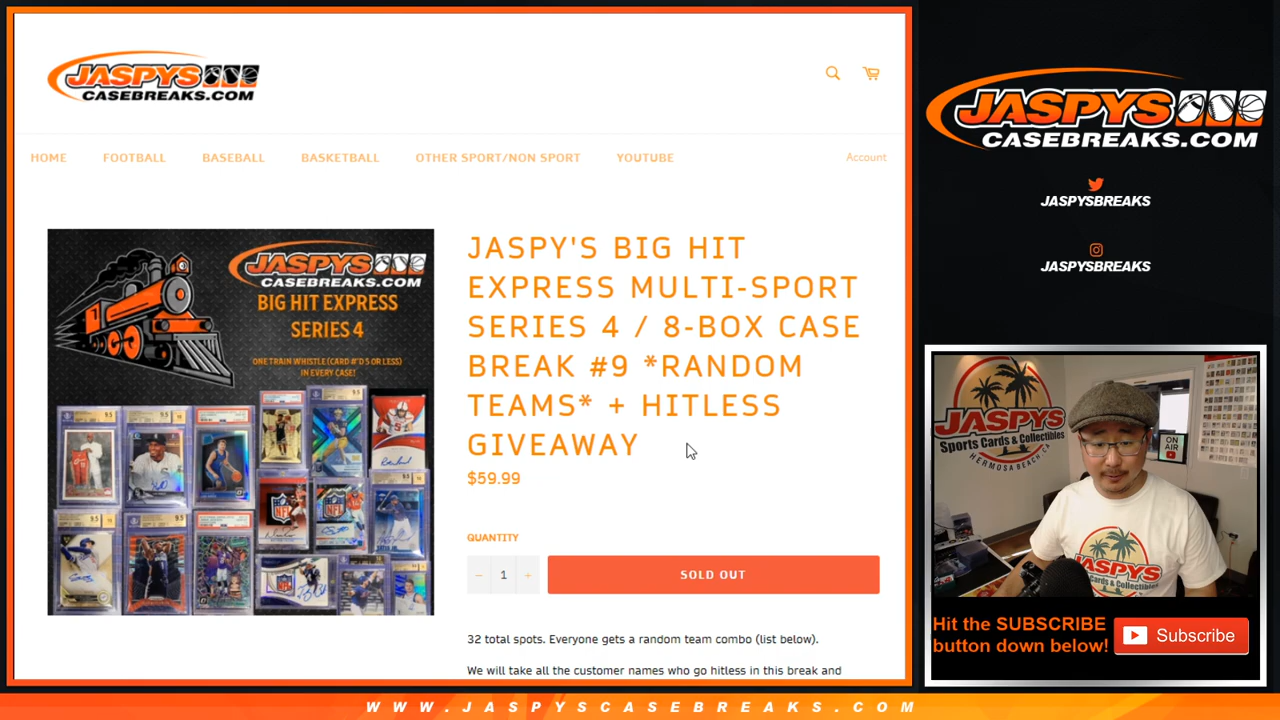 JASPYS
CASEBREAKS.COM
HOME FOOTBALL BASEBALL BASKETBALL OTHER SPORT/NON SPORT YOUTUBE Account
JASPYS
CASEBREAKS.COM
BIG HIT EXPRESS
SERIES 4
ONE TRAIN WHISTLE (CARD #'D 5 OR LESS)
IN EVERY CASE!
JASPY'S BIG HIT
EXPRESS MULTI-SPORT
SERIES 4 / 8-BOX CASE
BREAK #9 *RANDOM
TEAMS* + HITLESS
GIVEAWAY
$59.99
QUANTITY
− 1 +
SOLD OUT
32 total spots. Everyone gets a random team combo (list below).
We will take all the customer names who go hitless in this break and
JASPYS
CASEBREAKS.COM
JASPYSBREAKS
JASPYSBREAKS
JASPYS
Sports Cards & Collectibles
HERMOSA BEACH, CA
ON
AIR
JASPYS
Cards & Collectibles
Hit the SUBSCRIBE
button down below!
Subscribe
WWW.JASPYSCASEBREAKS.COM